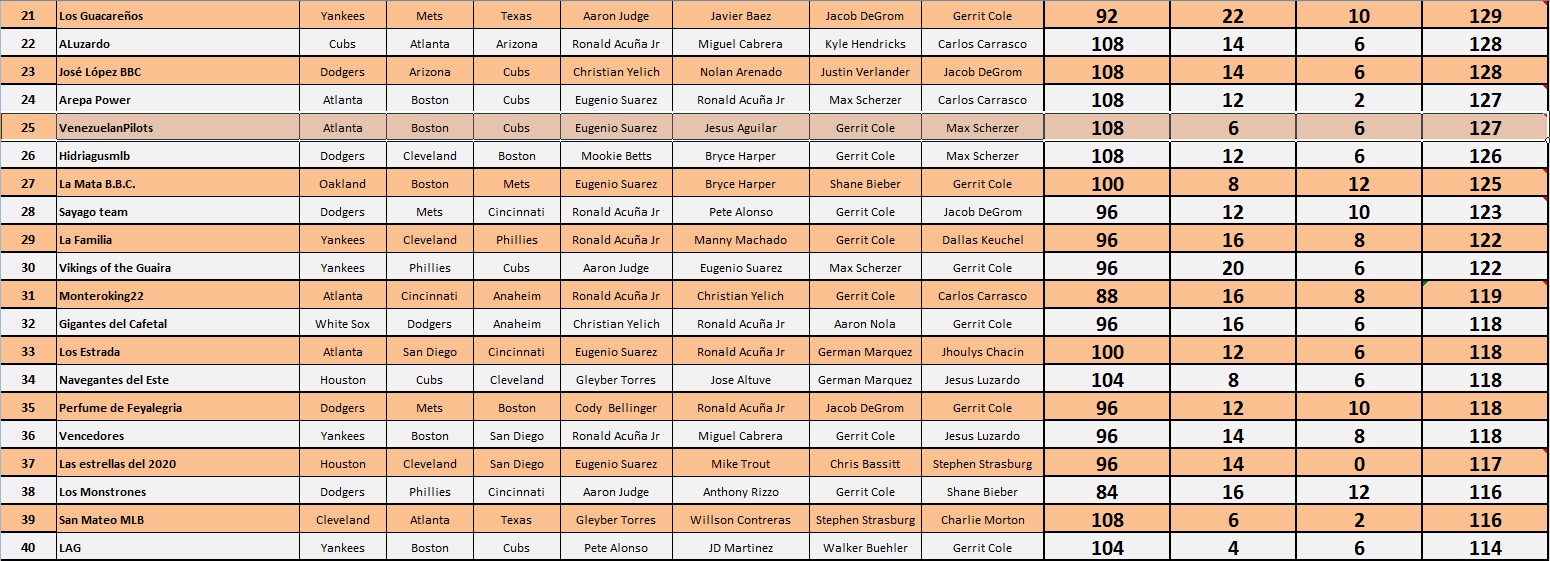 21 Los Guacareños Yankees Mets Texas Aaron Judge Javier Baez Jacob DeGrom Gerrit Cole 92 22 10 129
22 ALuzardo Cubs Atlanta Arizona Ronald Acuña Jr Miguel Cabrera Kyle Hendricks Carlos Carrasco 108 14 6 128
23 José López BBC Dodgers Arizona Cubs Christian Yelich Nolan Arenado Justin Verlander Jacob DeGrom 108 14 6 128
24 Arepa Power Atlanta Boston Cubs Eugenio Suarez Ronald Acuña Jr Max Scherzer Carlos Carrasco 108 12 2 127
25 VenezuelanPilots Atlanta Boston Cubs Eugenio Suarez Jesus Aguilar Gerrit Cole Max Scherzer 108 6 6 127
26 Hidriagusmlb Dodgers Cleveland Boston Mookie Betts Bryce Harper Gerrit Cole Max Scherzer 108 12 6 126
27 La Mata B.B.C. Oakland Boston Mets Eugenio Suarez Bryce Harper Shane Bieber Gerrit Cole 100 8 12 125
28 Sayago team Dodgers Mets Cincinnati Ronald Acuña Jr Pete Alonso Gerrit Cole Jacob DeGrom 96 12 10 123
29 La Familia Yankees Cleveland Phillies Ronald Acuña Jr Manny Machado Gerrit Cole Dallas Keuchel 96 16 8 122
30 Vikings of the Guaira Yankees Phillies Cubs Aaron Judge Eugenio Suarez Max Scherzer Gerrit Cole 96 20 6 122
31 Monteroking22 Atlanta Cincinnati Anaheim Ronald Acuña Jr Christian Yelich Gerrit Cole Carlos Carrasco 88 16 8 119
32 Gigantes del Cafetal White Sox Dodgers Anaheim Christian Yelich Ronald Acuña Jr Aaron Nola Gerrit Cole 96 16 6 118
33 Los Estrada Atlanta San Diego Cincinnati Eugenio Suarez Ronald Acuña Jr German Marquez Jhoulys Chacin 100 12 6 118
34 Navegantes del Este Houston Cubs Cleveland Gleyber Torres Jose Altuve German Marquez Jesus Luzardo 104 8 6 118
35 Perfume de Feyalegria Dodgers Mets Boston Cody Bellinger Ronald Acuña Jr Jacob DeGrom Gerrit Cole 96 12 10 118
36 Vencedores Yankees Boston San Diego Ronald Acuña Jr Miguel Cabrera Gerrit Cole Jesus Luzardo 96 14 8 118
37 Las estrellas del 2020 Houston Cleveland San Diego Eugenio Suarez Mike Trout Chris Bassitt Stephen Strasburg 96 14 0 117
38 Los Monstrones Dodgers Phillies Cincinnati Aaron Judge Anthony Rizzo Gerrit Cole Shane Bieber 84 16 12 116
39 San Mateo MLB Cleveland Atlanta Texas Gleyber Torres Willson Contreras Stephen Strasburg Charlie Morton 108 6 2 116
40 LAG Yankees Boston Cubs Pete Alonso JD Martinez Walker Buehler Gerrit Cole 104 4 6 114